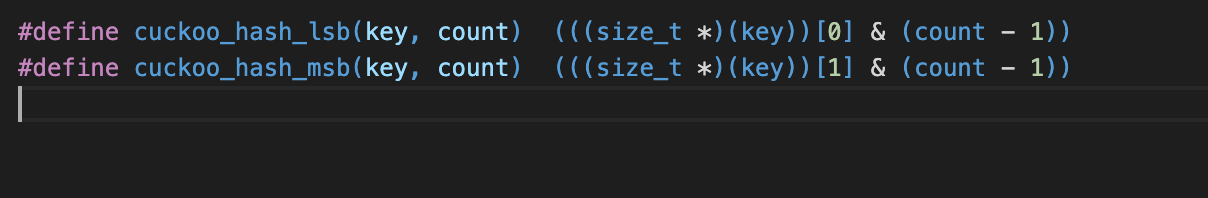 #define cuckoo_hash_lsb(key, count)  (((size_t *)(key))[0] & (count - 1))
#define cuckoo_hash_msb(key, count)  (((size_t *)(key))[1] & (count - 1))